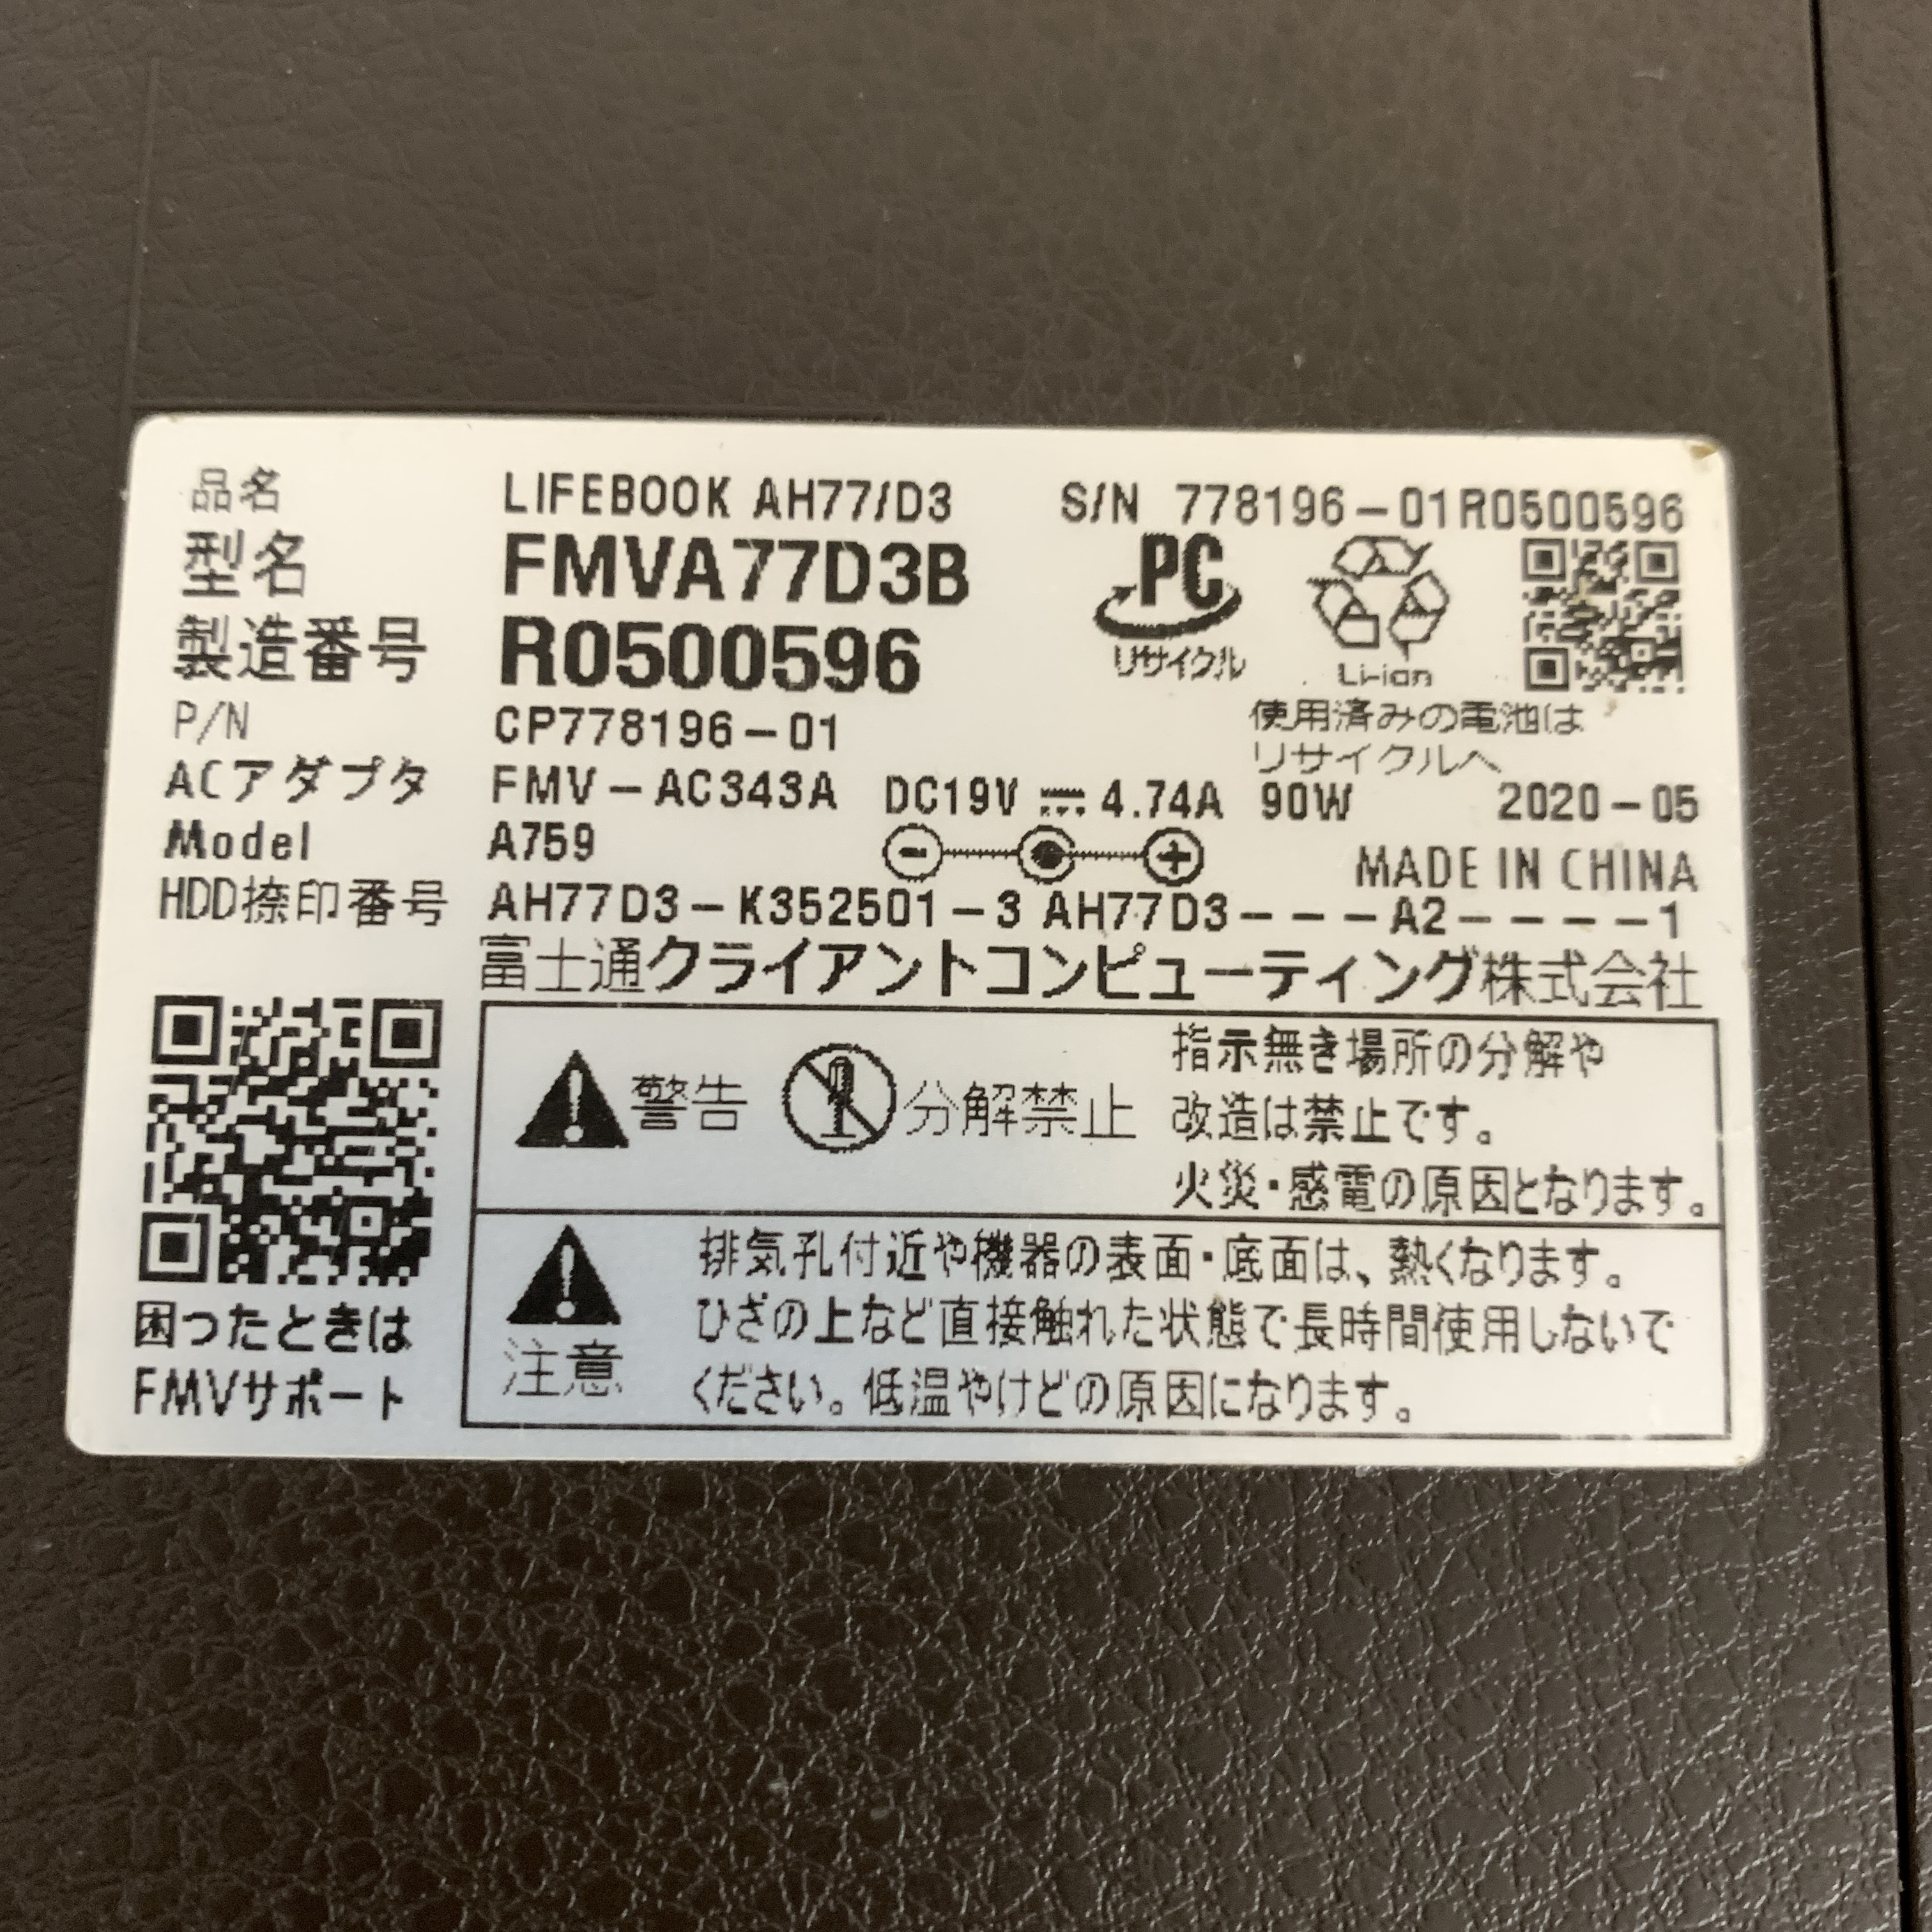 品名 LIFEBOOK AH77/D3 S/N 778196-01R0500596
型名 FMVA77D3B
製造番号 R0500596
PC
リサイクル
Li-ion
P/N CP778196-01
使用済みの電池は
リサイクルへ
ACアダプタ FMV-AC343A DC19V 4.74A 90W 2020-05
Model A759
MADE IN CHINA
HDD捺印番号 AH77D3-K352501-3 AH77D3---A2----1
富士通クライアントコンピューティング株式会社
警告 分解禁止
指示無き場所の分解や
改造は禁止です。
火災・感電の原因となります。
注意
排気孔付近や機器の表面・底面は、熱くなります。
ひざの上など直接触れた状態で長時間使用しないで
ください。低温やけどの原因になります。
困ったときは
FMVサポート